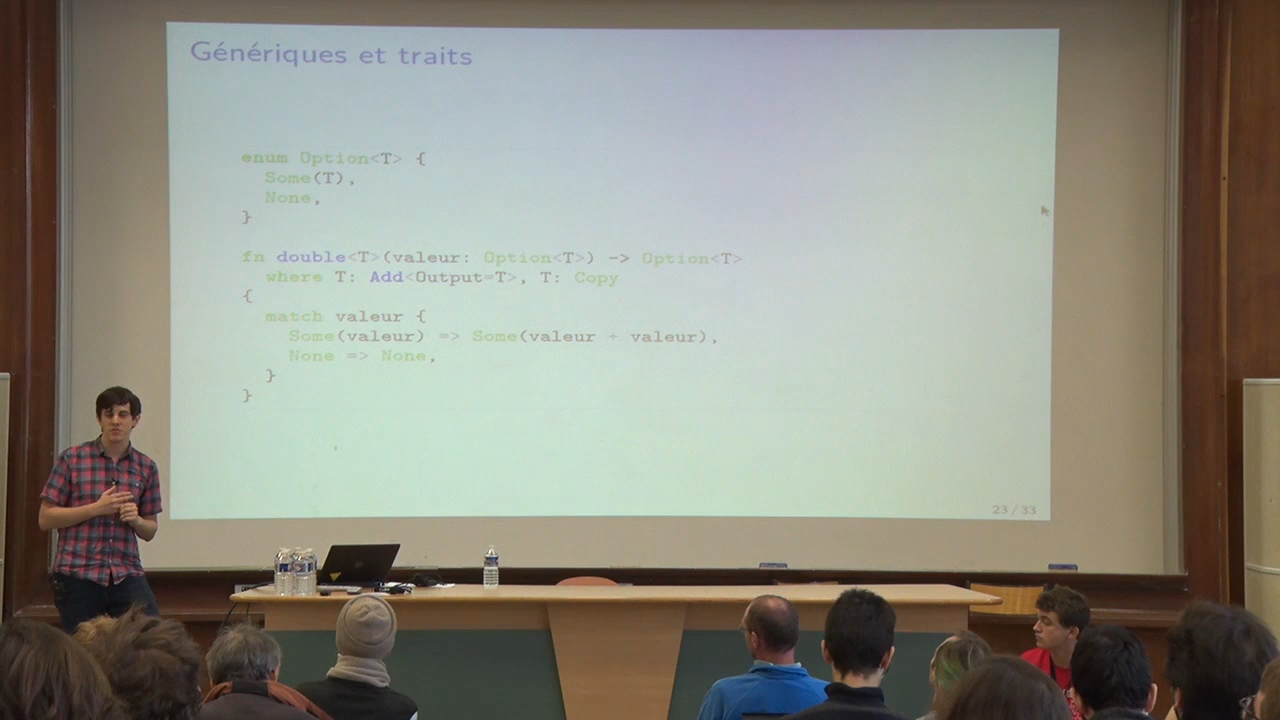 Génériques et traits
enum Option<T> {
Some(T),
None,
}
fn double<T>(valeur: Option<T>) -> Option<T>
where T: Add<Output=T>, T: Copy
{
match valeur {
Some(valeur) => Some(valeur + valeur),
None => None,
}
}
23 / 33